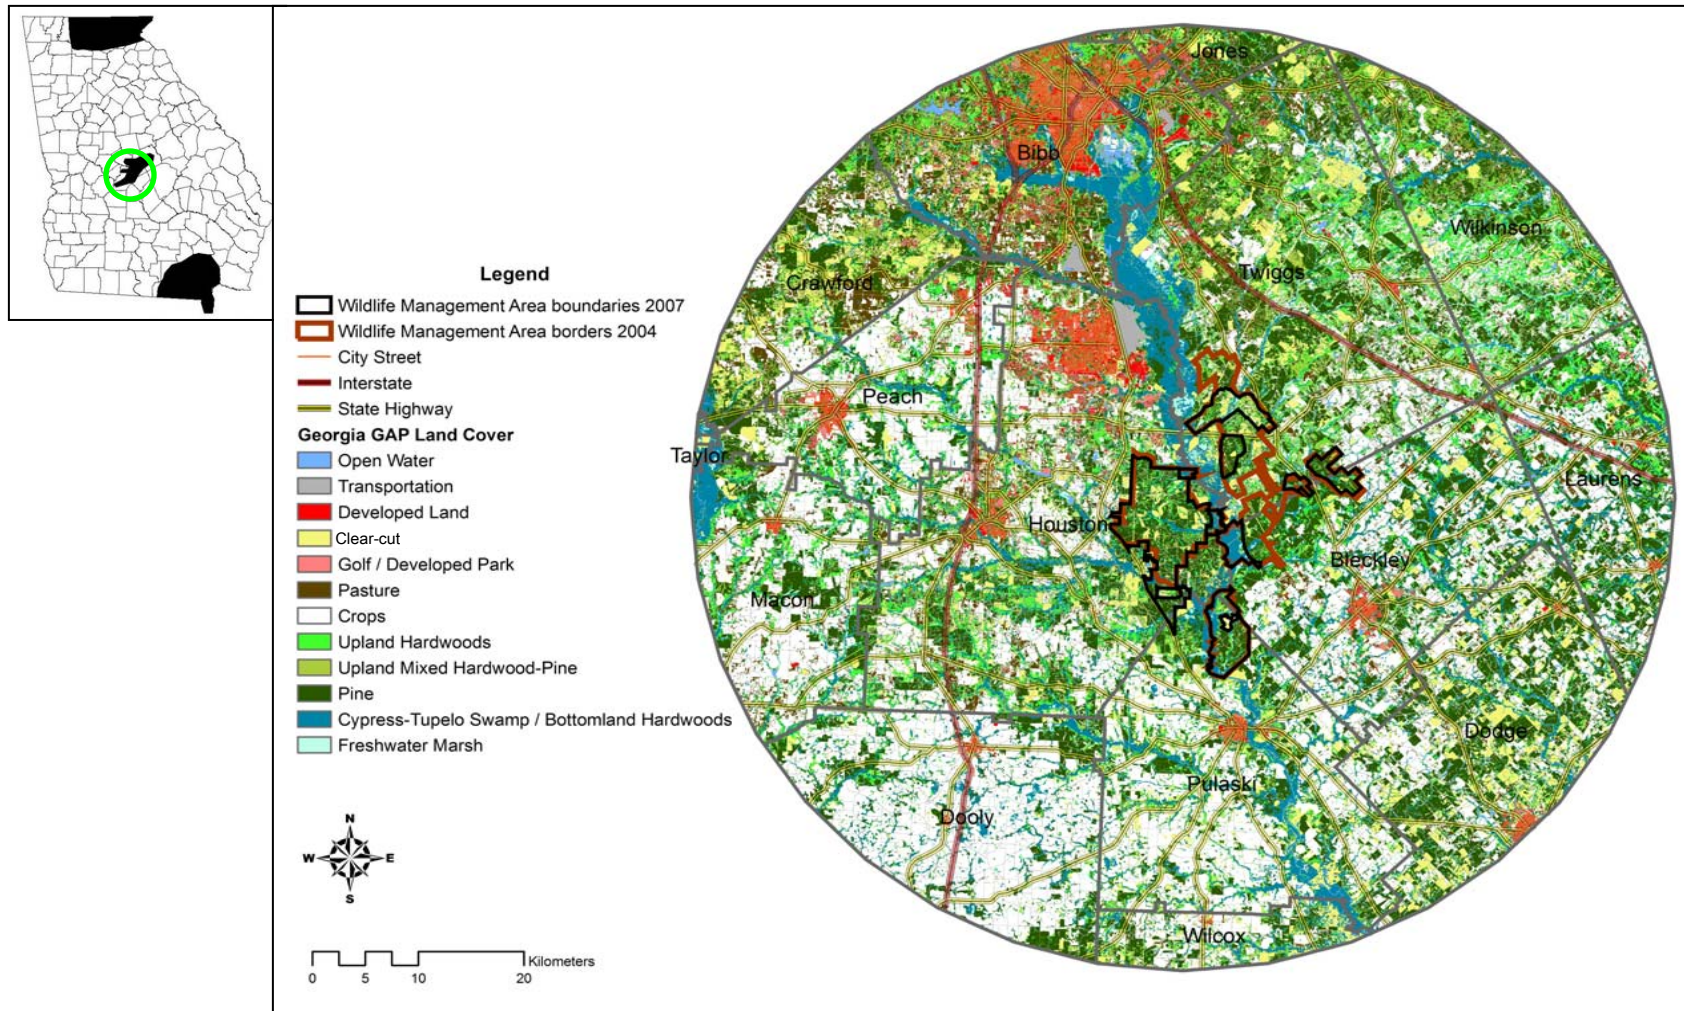 Legend
Wildlife Management Area boundaries 2007
Wildlife Management Area borders 2004
City Street
Interstate
State Highway
Georgia GAP Land Cover
Open Water
Transportation
Developed Land
Clear-cut
Golf / Developed Park
Pasture
Crops
Upland Hardwoods
Upland Mixed Hardwood-Pine
Pine
Cypress-Tupelo Swamp / Bottomland Hardwoods
Freshwater Marsh
N
W E
S
Kilometers
0 5 10 20
Jones
Bibb
Wilkinson
Twiggs
Crawford
Peach
Taylor
Laurens
Houston
Bleckley
Macon
Dodge
Pulaski
Dooly
Wilcox